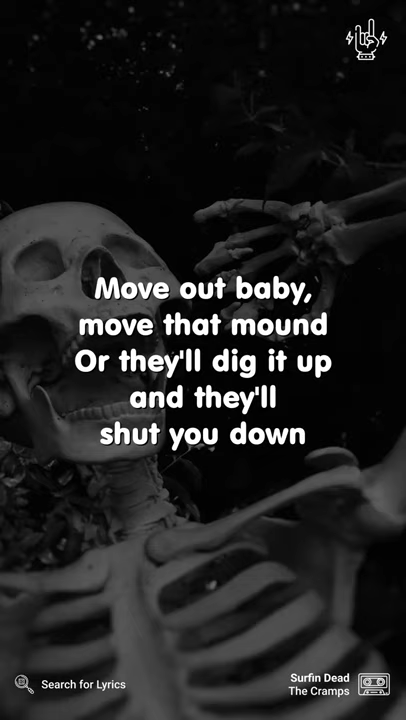 Move out baby,
move that mound
Or they'll dig it up
and they'll
shut you down
Search for Lyrics
Surfin Dead
The Cramps